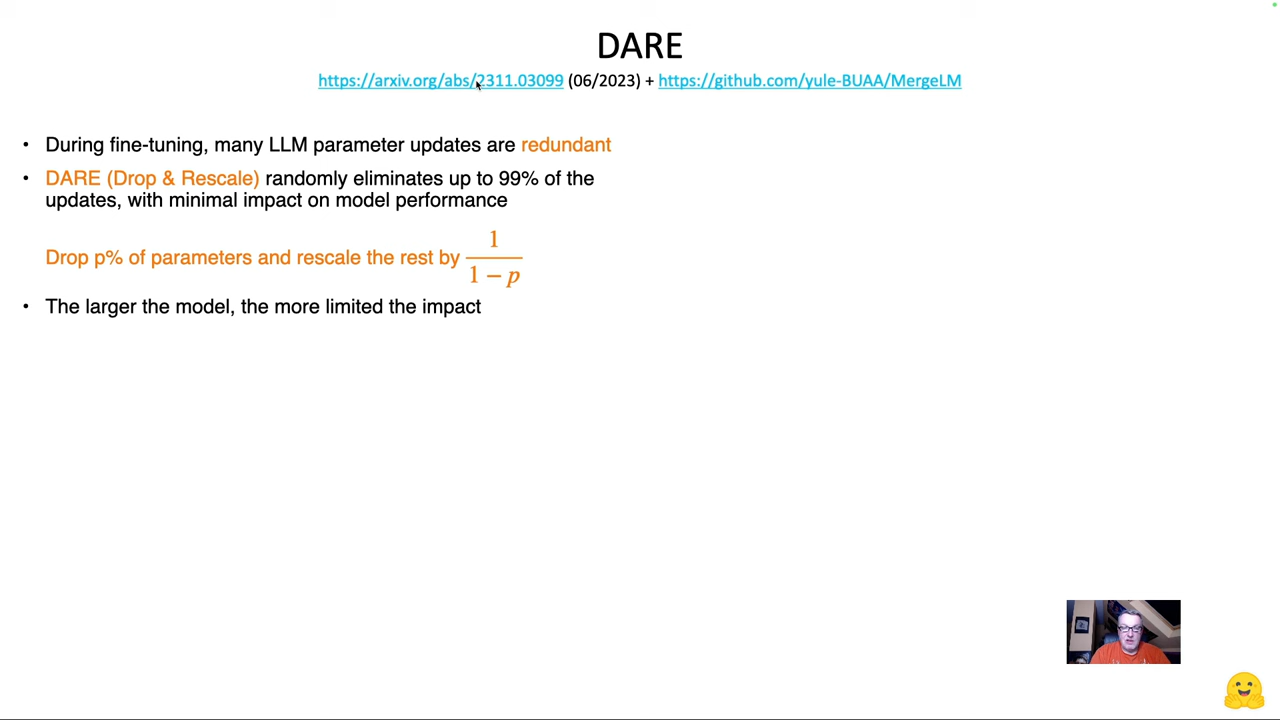 DARE
https://arxiv.org/abs/2311.03099 (06/2023) + https://github.com/yule-BUAA/MergeLM
• During fine-tuning, many LLM parameter updates are redundant
• DARE (Drop & Rescale) randomly eliminates up to 99% of the
updates, with minimal impact on model performance
Drop p% of parameters and rescale the rest by 1 / (1 − p)
• The larger the model, the more limited the impact